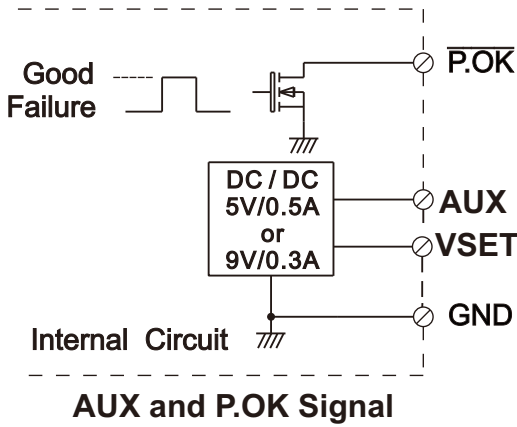 Good
Failure
P.OK
DC / DC
5V/0.5A
or
9V/0.3A
AUX
VSET
GND
Internal Circuit
AUX and P.OK Signal